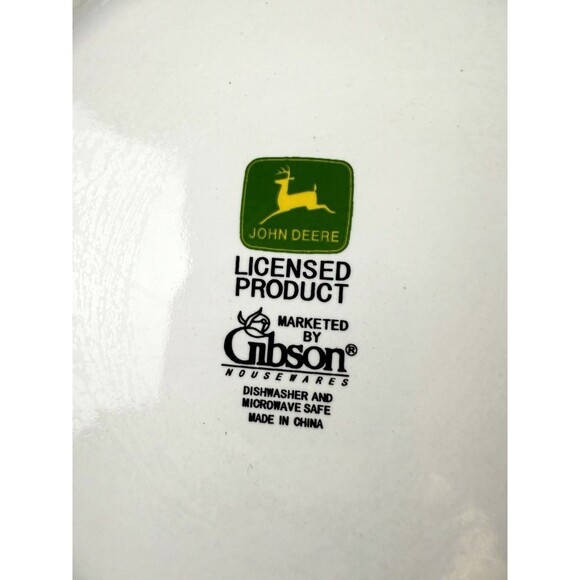 JOHN DEERE
LICENSED
PRODUCT
MARKETED
BY
Gibson®
HOUSEWARES
DISHWASHER AND
MICROWAVE SAFE
MADE IN CHINA